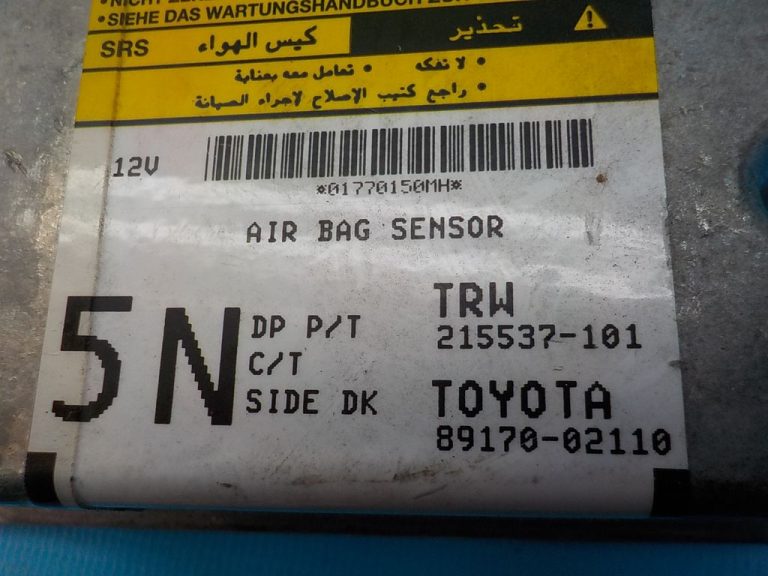 •SIEHE DAS WARTUNGSHANDBUCH
SRS كيس الهواء تحذير
• لا تفكه • تعامل معه بعناية
• راجع كتيب الإصلاح لإجراء الصيانة
12V
*01770150MH*
AIR BAG SENSOR
5N
DP P/T
C/T
SIDE DK
TRW
215537-101
TOYOTA
89170-02110